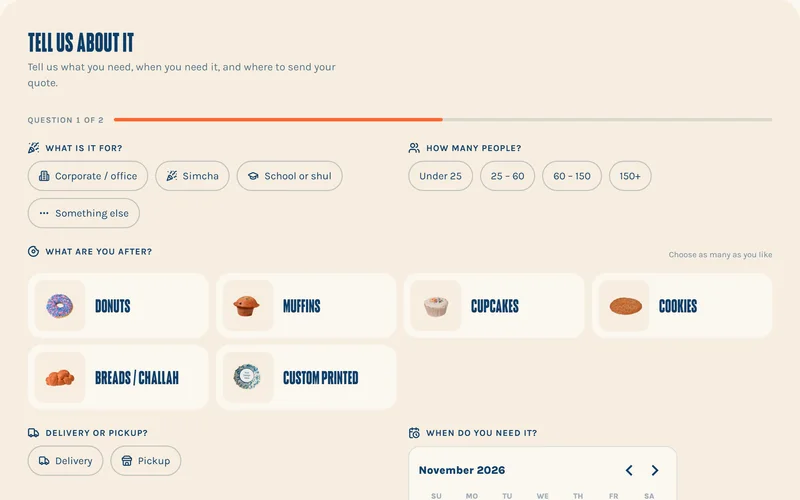 TELL US ABOUT IT
Tell us what you need, when you need it, and where to send your
quote.
QUESTION 1 OF 2
WHAT IS IT FOR?
Corporate / office
Simcha
School or shul
Something else
HOW MANY PEOPLE?
Under 25
25 – 60
60 – 150
150+
WHAT ARE YOU AFTER?
Choose as many as you like
DONUTS
MUFFINS
CUPCAKES
COOKIES
BREADS / CHALLAH
CUSTOM PRINTED
DELIVERY OR PICKUP?
Delivery
Pickup
WHEN DO YOU NEED IT?
November 2026
SU MO TU WE TH FR SA